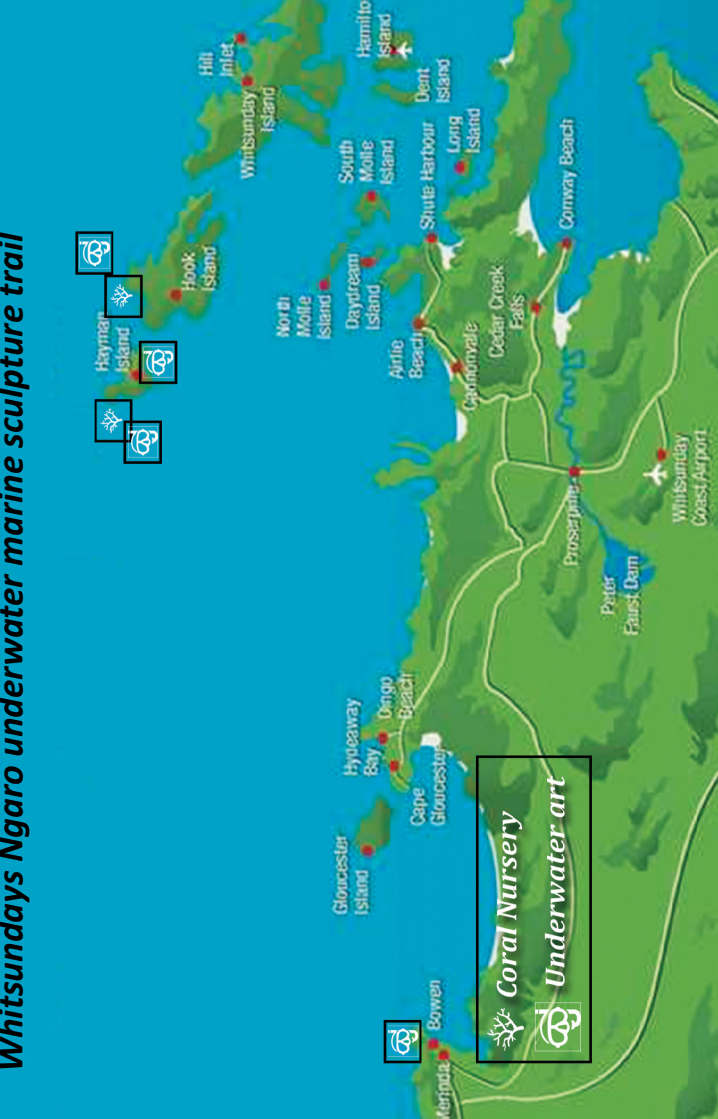 Whitsundays Ngaro underwater marine sculpture trail
Hayman
Island
Hook
Island
Hill
Inlet
Whitsunday
Island
Dent
Island
North
Molle
Island
Daydream
Island
South
Molle
Island
Shute Harbour
Long
Island
Airlie
Beach
Cannonvale
Cedar Creek
Falls
Conway Beach
Hydeaway
Bay
Dingo
Beach
Cape
Gloucester
Gloucester
Island
Bowen
Merinda
Proserpine
Peter
Faust Dam
Whitsunday
Coast Airport
Coral Nursery
Underwater art
Hamilto
Island